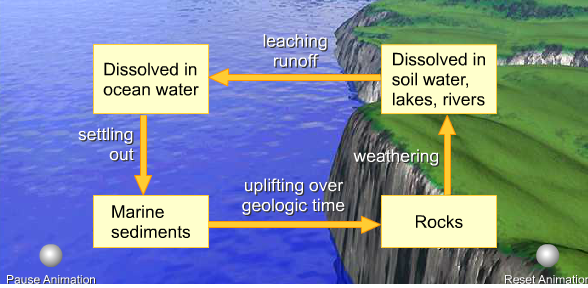 leaching
runoff
Dissolved in
ocean water
Dissolved in
soil water,
lakes, rivers
settling
out
weathering
uplifting over
geologic time
Marine
sediments
Rocks
Pause Animation
Reset Animation